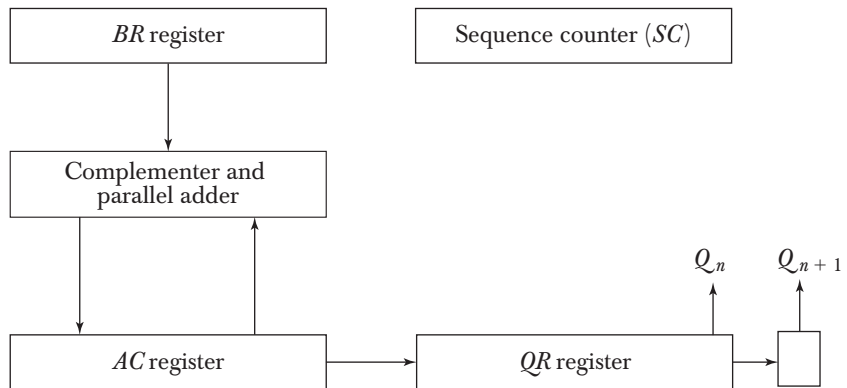 BR register
Sequence counter (SC)
Complementer and
parallel adder
Qn
Qn + 1
AC register
QR register